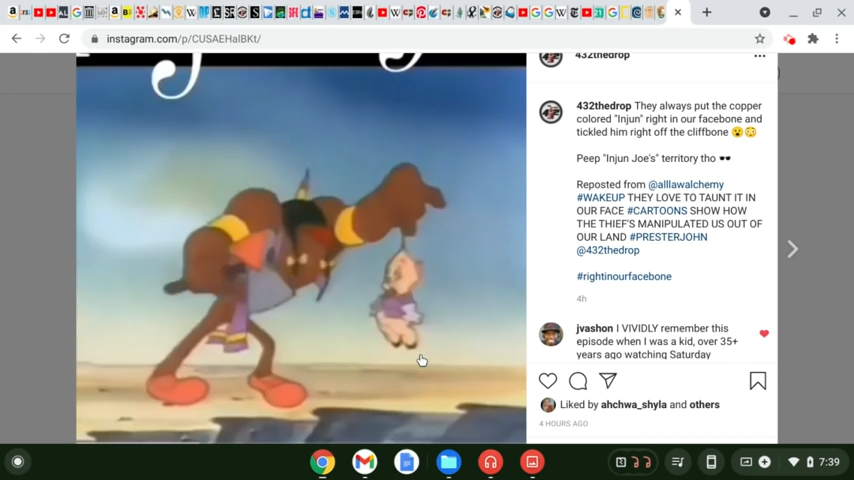 instagram.com/p/CUSAEHalBKt/
432thedrop
432thedrop They always put the copper
colored "Injun" right in our facebone and
tickled him right off the cliffbone 😮😳
Peep "Injun Joe's" territory tho 🕶️
Reposted from @alllawalchemy
#WAKEUP THEY LOVE TO TAUNT IT IN
OUR FACE #CARTOONS SHOW HOW
THE THIEF'S MANIPULATED US OUT OF
OUR LAND #PRESTERJOHN
@432thedrop
#rightinourfacebone
4h
jvashon I VIVIDLY remember this
episode when I was a kid, over 35+
years ago watching Saturday
Liked by ahchwa_shyla and others
4 HOURS AGO
7:39